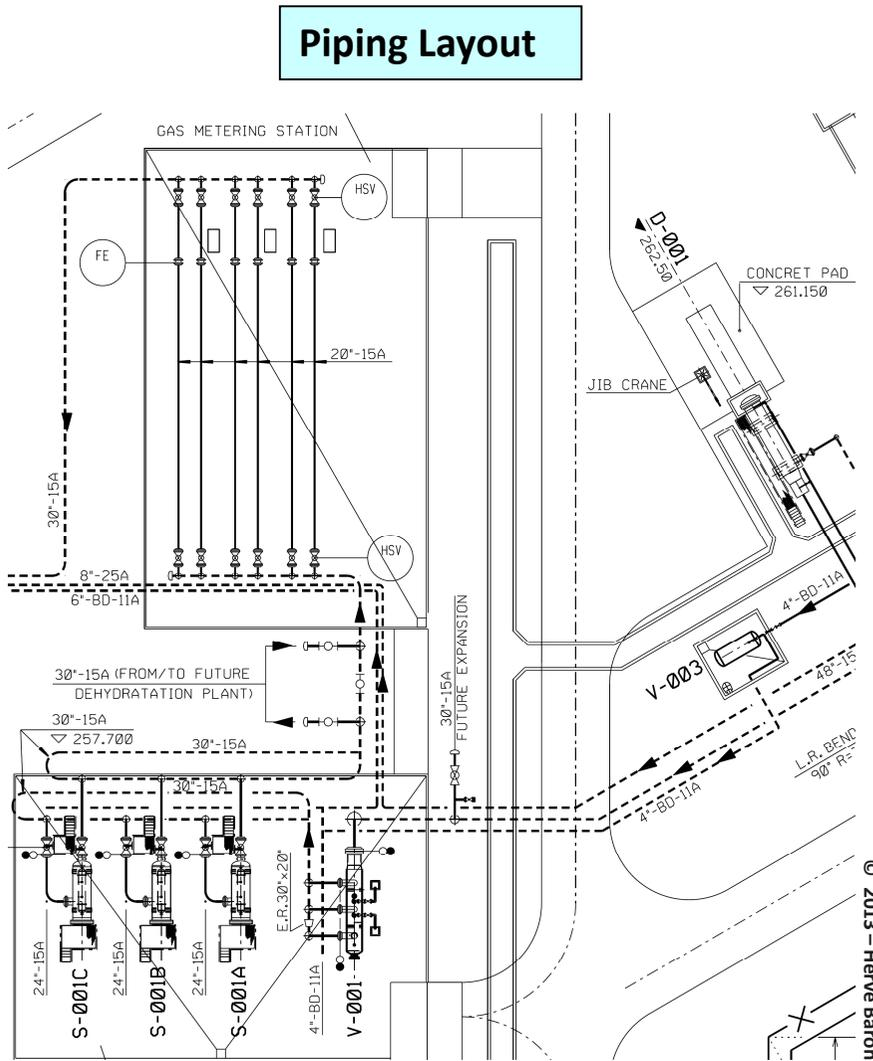 Piping Layout
GAS METERING STATION
HSV
FE
D-001
262.50
CONCRET PAD
261.150
20"-15A
JIB CRANE
30"-15A
HSV
8"-25A
6"-BD-11A
4"-BD-11A
30"-15A (FROM/TO FUTURE
DEHYDRATATION PLANT)
30"-15A
FUTURE EXPANSION
V-003
48"-15
30"-15A
257.700
30"-15A
30"-15A
L.R. BEND
90° R=
4"-BD-11A
E.R.30"x20"
24"-15A
S-001C
24"-15A
S-001B
24"-15A
S-001A
4"-BD-11A
V-001
X
© 2013 – Hervé Baron